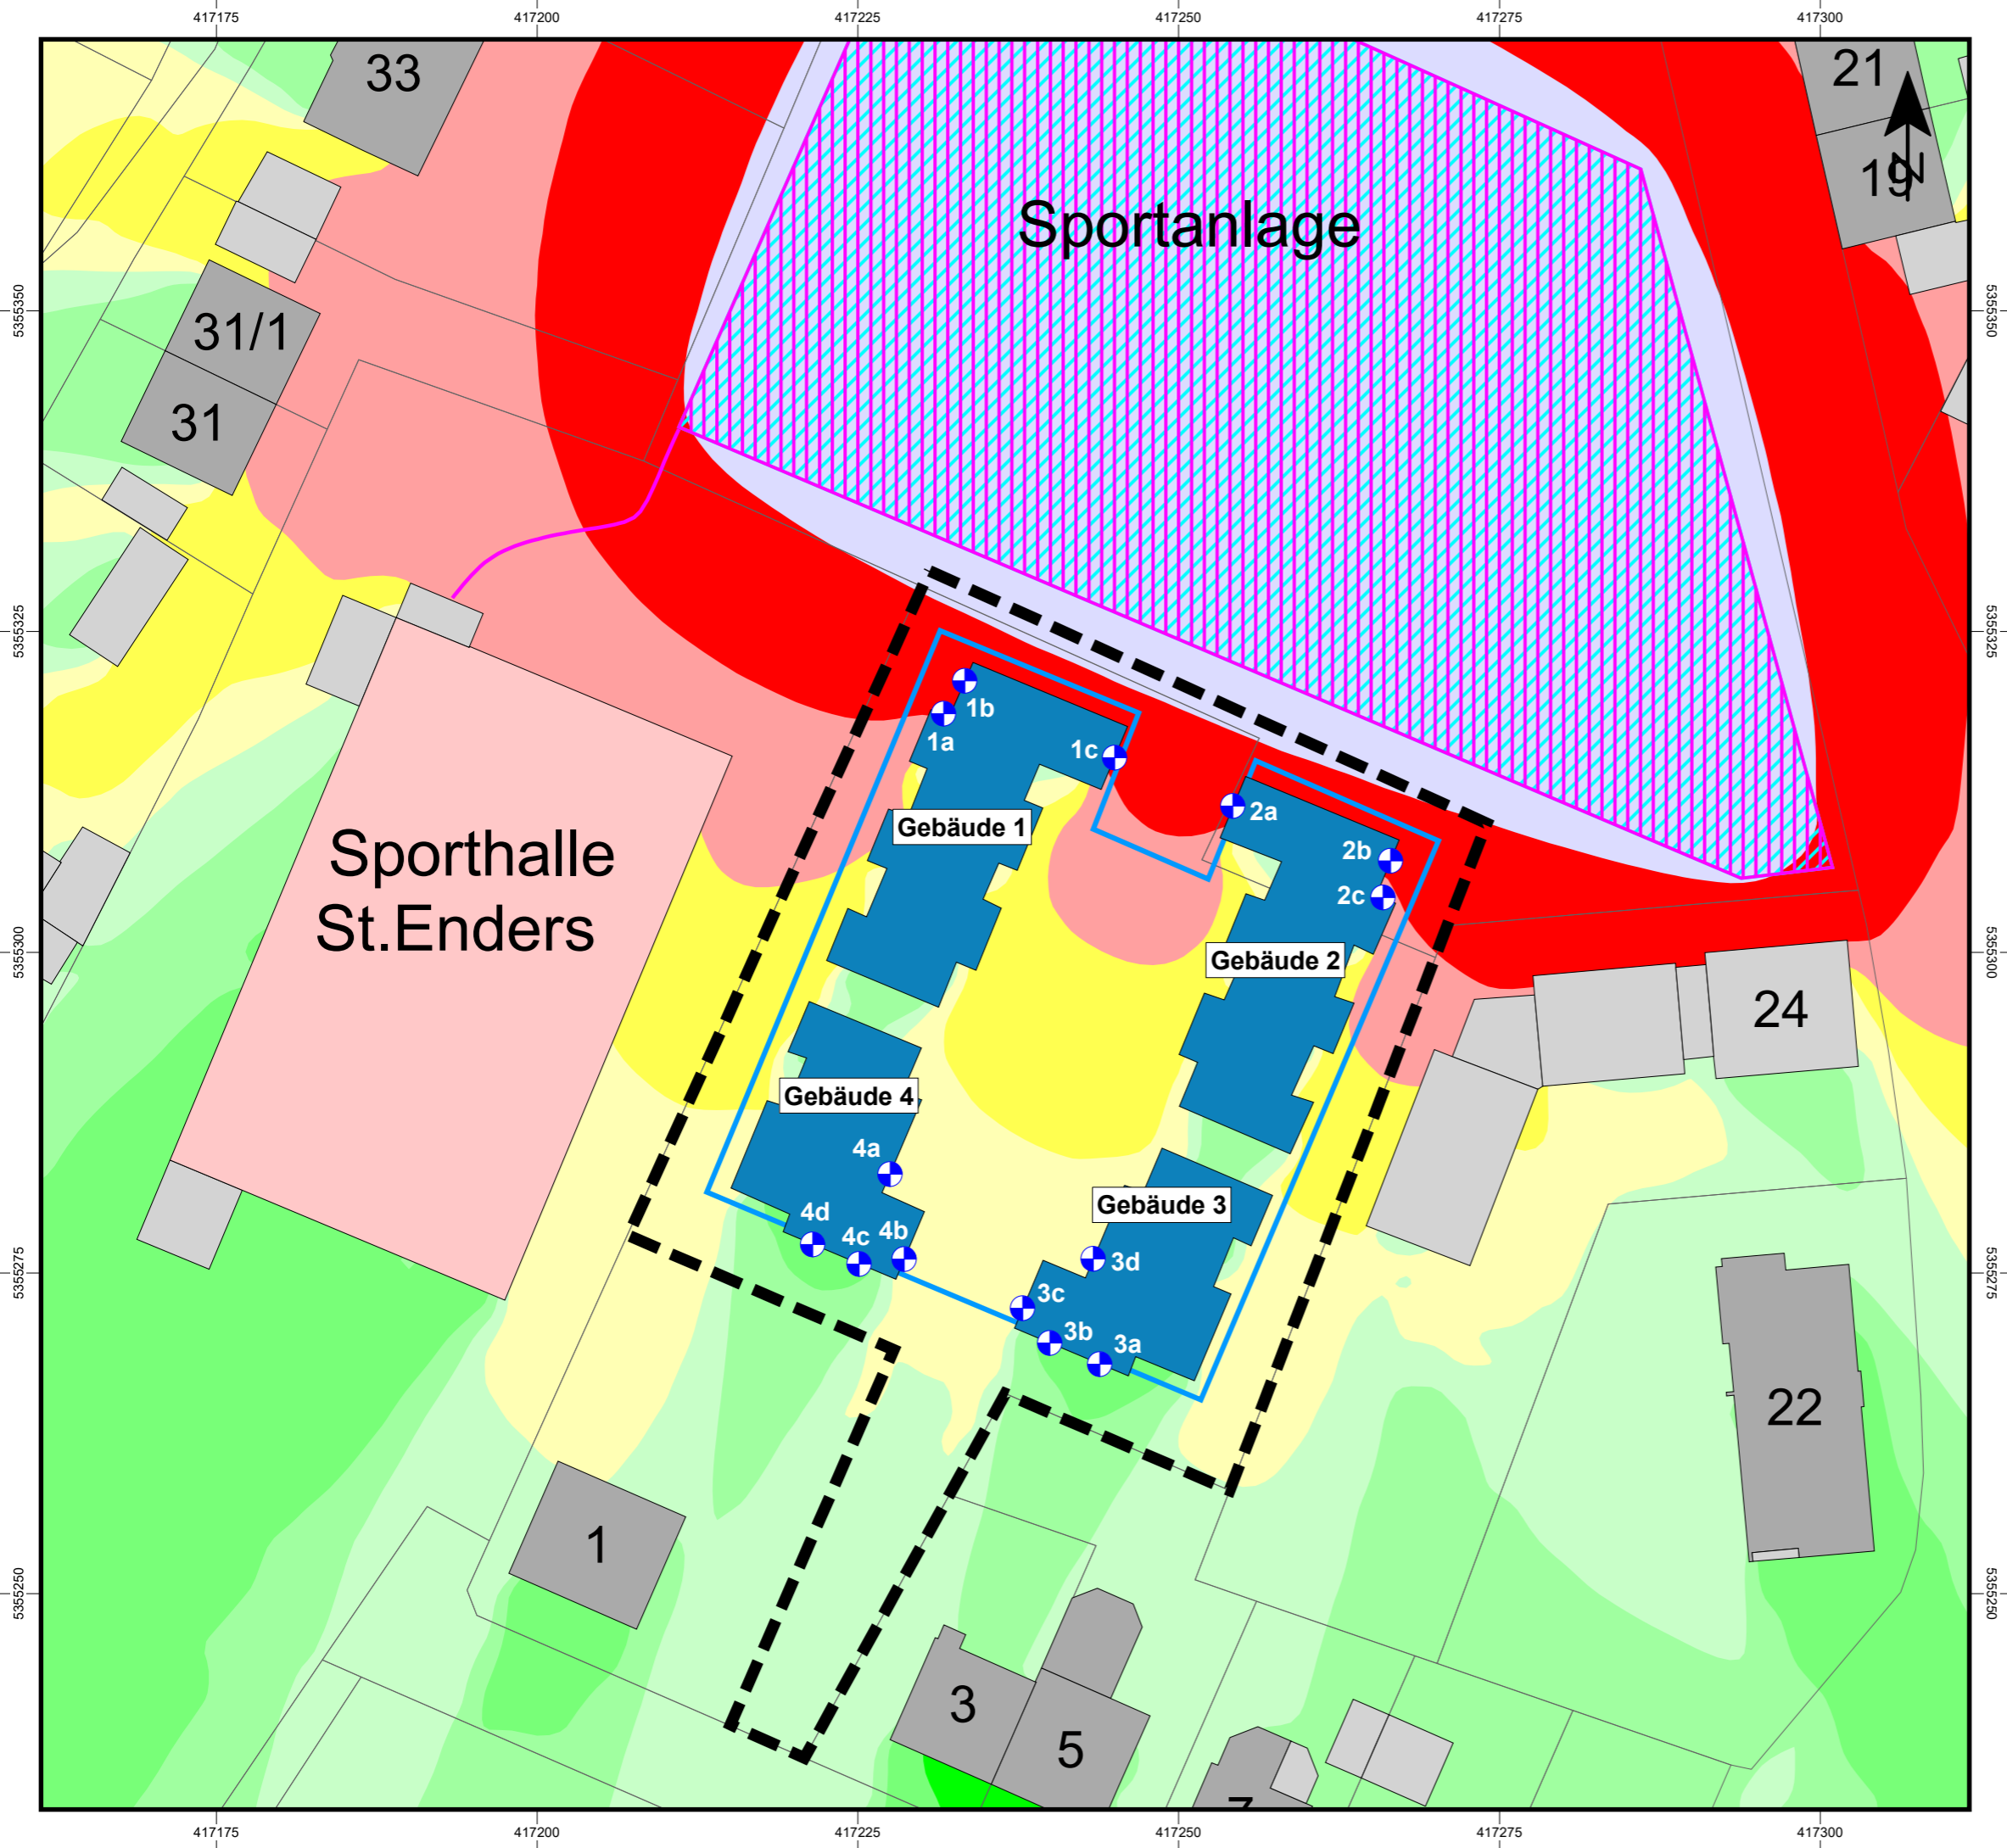 417175 417200 417225 417250 417275 417300
33
21
19
N
Sportanlage
5355350
5355350
31/1
31
5355325
5355325
1b
1a
1c
2a
Gebäude 1
2b
Sporthalle
2c
St.Enders
Gebäude 2
5355300
5355300
24
Gebäude 4
4a
Gebäude 3
4d
4b
4c
3d
5355275
5355275
3c
3b
3a
22
1
5355250
5355250
3
5
7
417175 417200 417225 417250 417275 417300